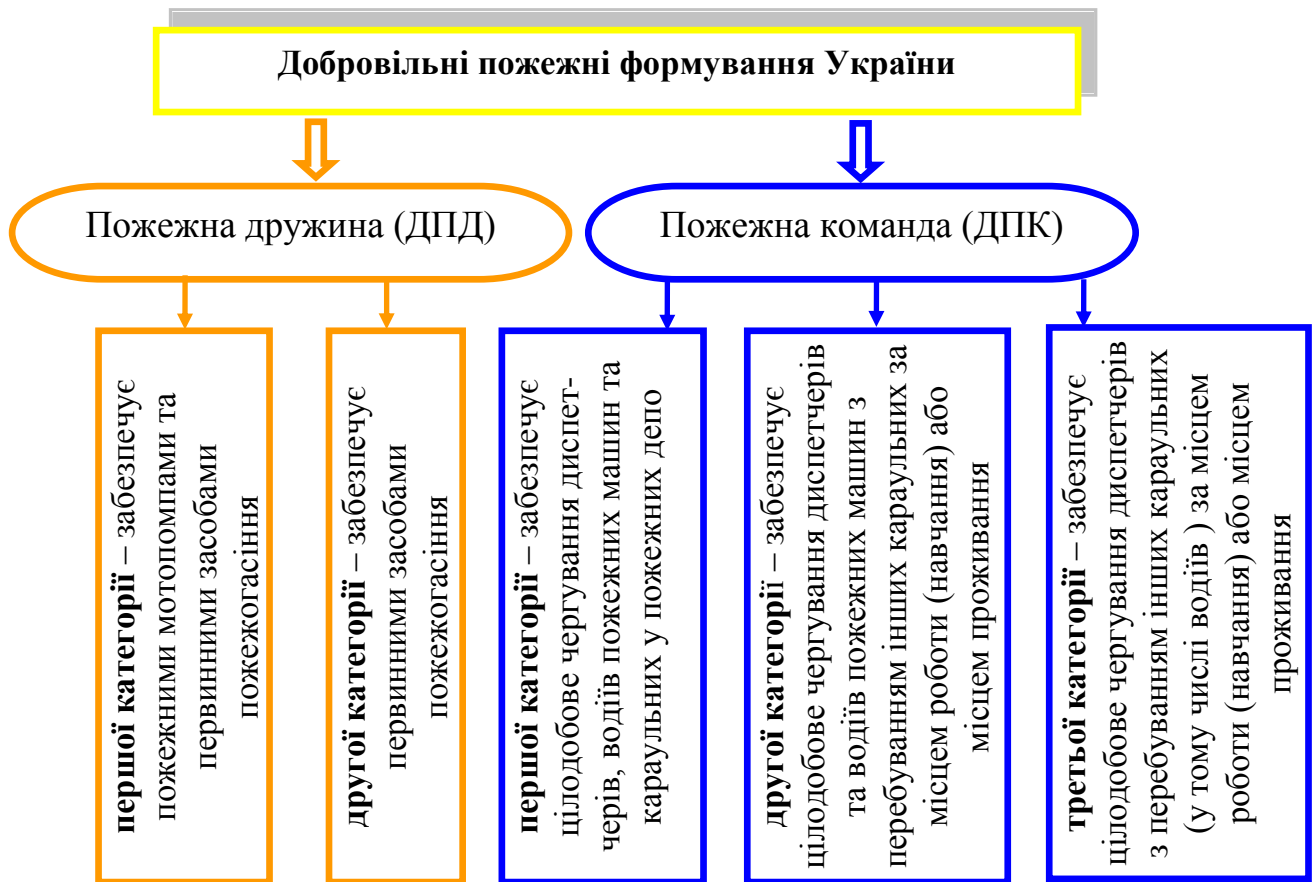 Добровільні пожежні формування України
Пожежна дружина (ДПД)
Пожежна команда (ДПК)
першої категорії – забезпечує
пожежними мотопомпами та
первинними засобами
пожежогасіння
другої категорії – забезпечує
первинними засобами
пожежогасіння
першої категорії – забезпечує
цілодобове чергування диспет-
черів, водіїв пожежних машин та
караульних у пожежних депо
другої категорії – забезпечує
цілодобове чергування диспетчерів
та водіїв пожежних машин з
перебуванням інших караульних за
місцем роботи (навчання) або
місцем проживання
третьої категорії – забезпечує
цілодобове чергування диспетчерів
з перебуванням інших караульних
(у тому числі водіїв ) за місцем
роботи (навчання) або місцем
проживання